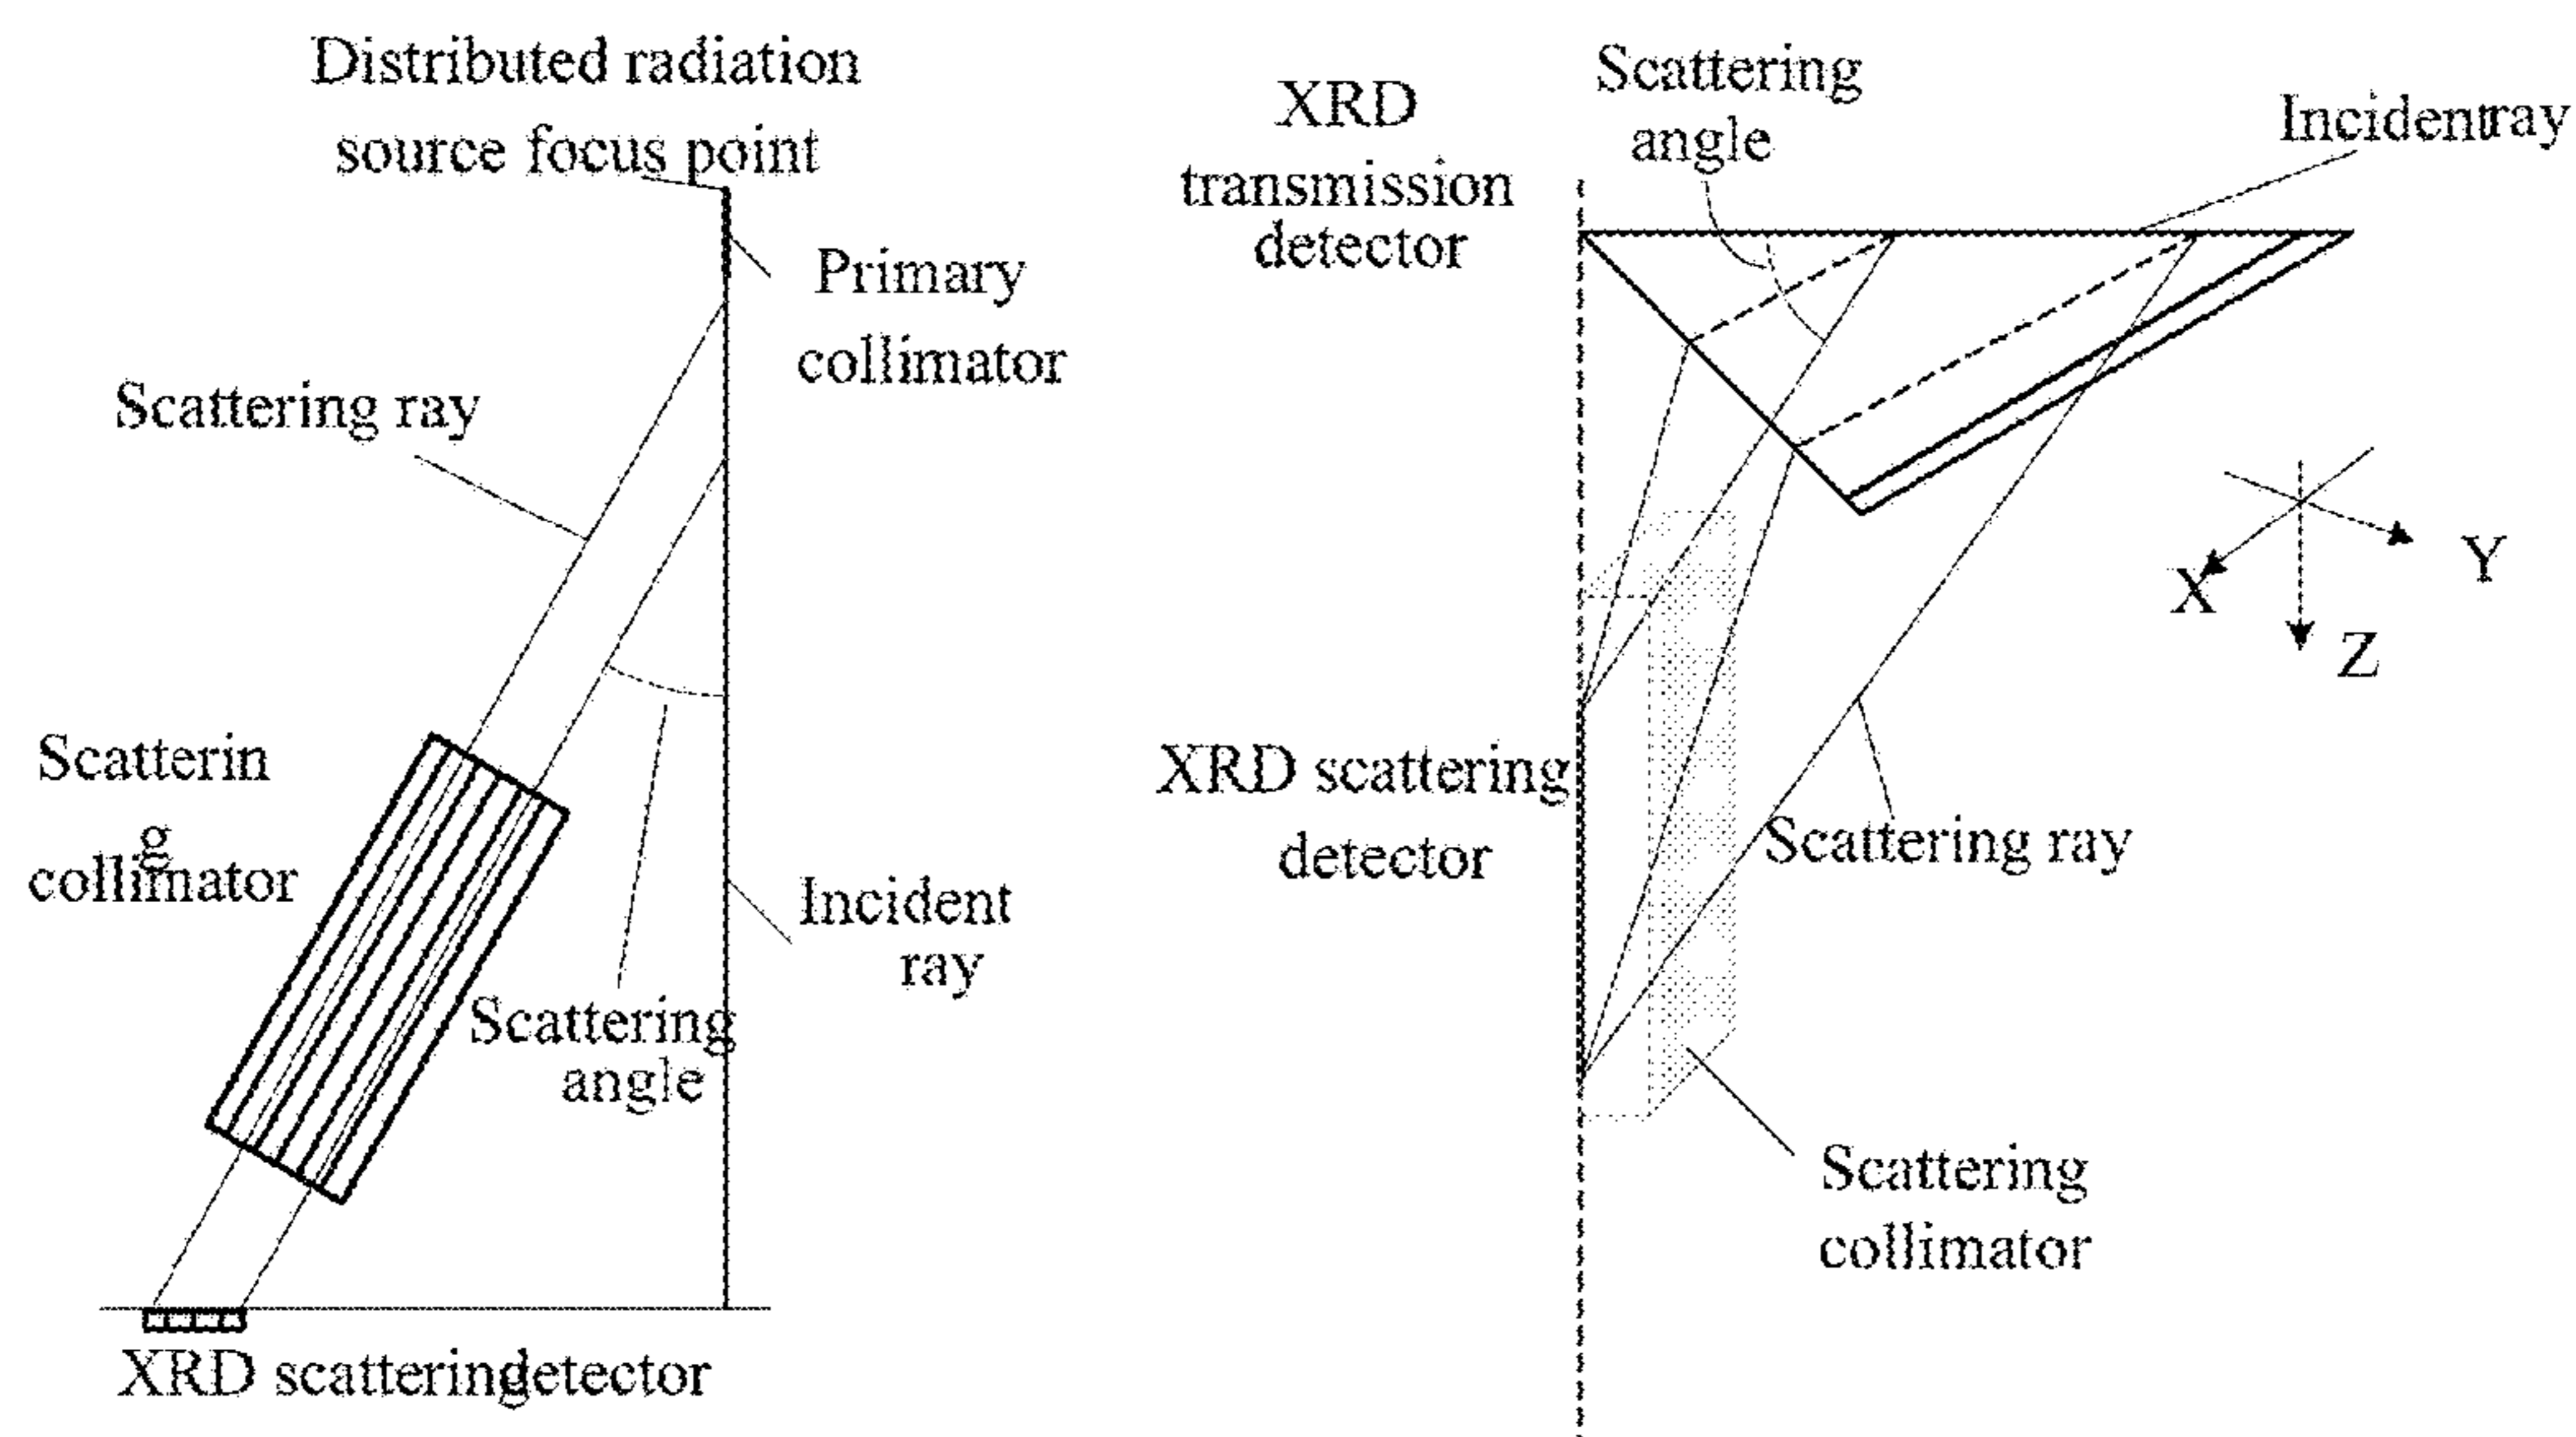 Distributed radiation
source focus point
Primary
collimator
Scattering ray
Scatterin
g
collimator
Incident
ray
Scattering
angle
XRD scatteringdetector
XRD
transmission
detector
Scattering
angle
Incidentray
X
Y
Z
XRD scattering
detector
Scattering ray
Scattering
collimator